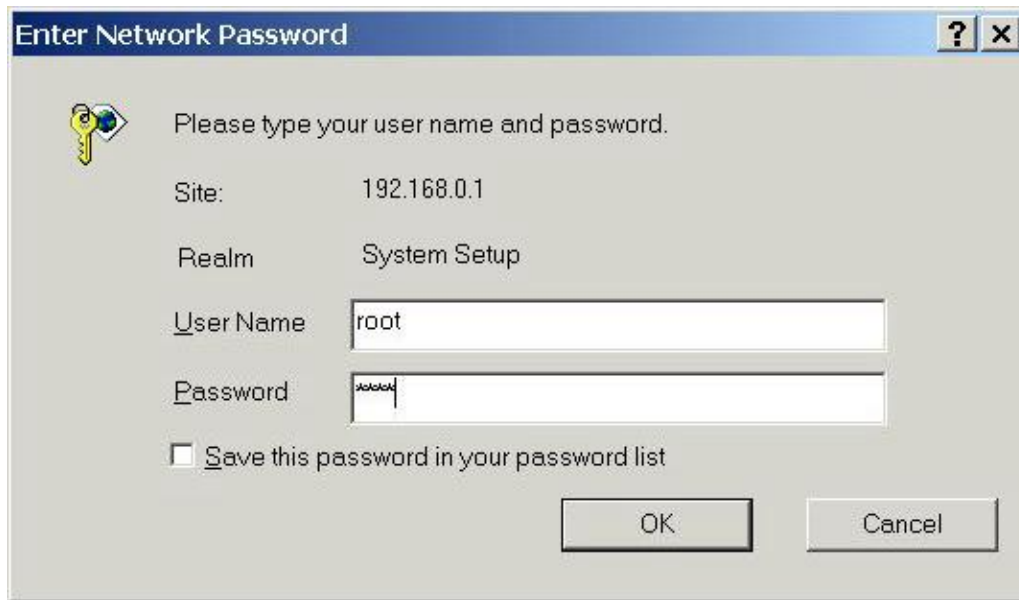 Enter Network Password
Please type your user name and password.
Site: 192.168.0.1
Realm System Setup
User Name root
Password ****
Save this password in your password list
OK Cancel